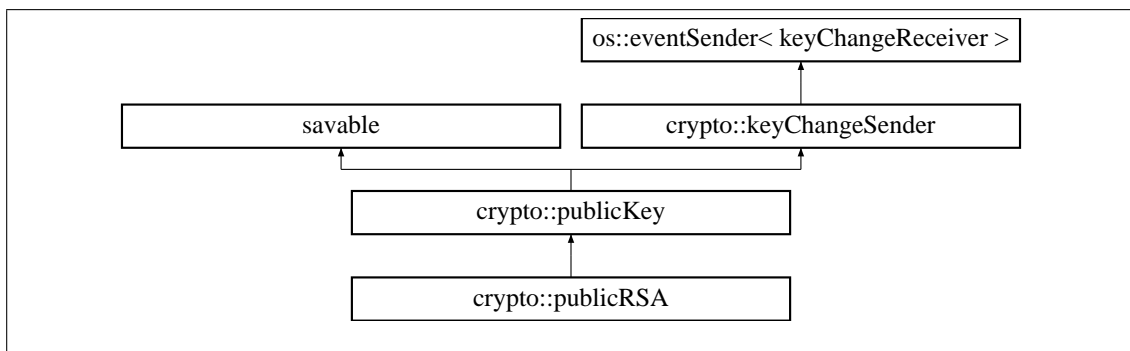 os::eventSender< keyChangeReceiver >
savable
crypto::keyChangeSender
crypto::publicKey
crypto::publicRSA